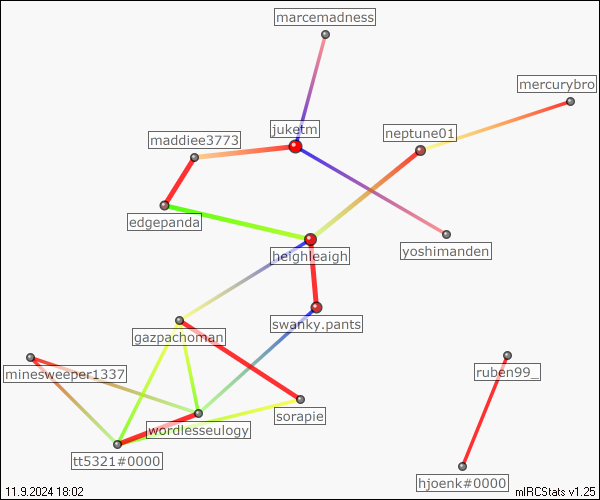 marcemadness
mercurybro
juketm
neptune01
maddiee3773
edgepanda
yoshimanden
heighleaigh
swanky.pants
gazpachoman
minesweeper1337
ruben99_
sorapie
wordlesseulogy
tt5321#0000
hjoenk#0000
11.9.2024 18:02
mIRCStats v1.25